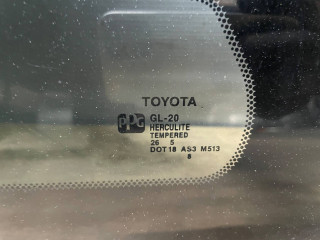 TOYOTA
PPG GL-20
HERCULITE
TEMPERED
26 5
DOT18 AS3 M513
8